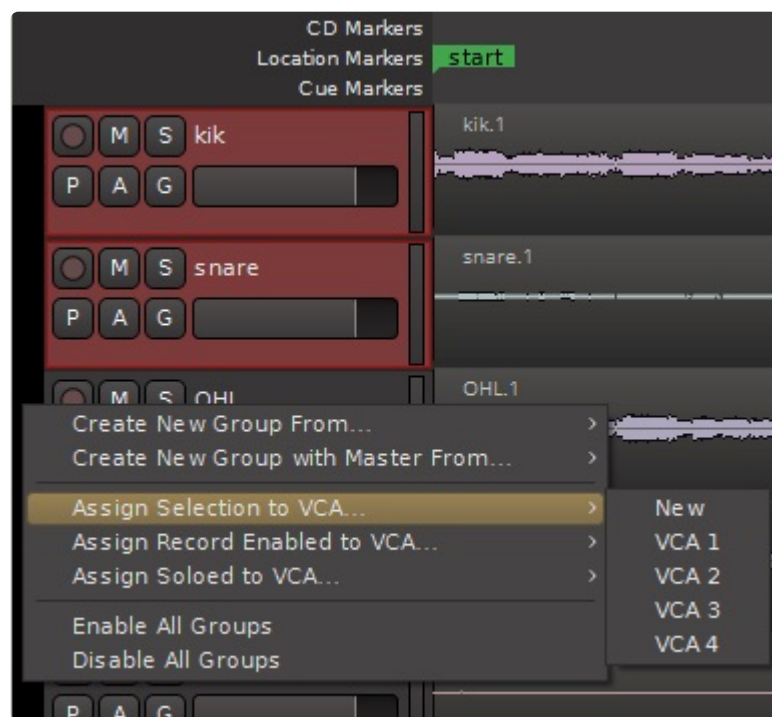 CD Markers
Location Markers start
Cue Markers
M S kik
kik.1
P A G
M S snare
snare.1
P A G
M S OHL
OHL.1
Create New Group From...
Create New Group with Master From...
Assign Selection to VCA...
New
Assign Record Enabled to VCA...
VCA 1
Assign Soloed to VCA...
VCA 2
VCA 3
Enable All Groups
VCA 4
Disable All Groups
P A G